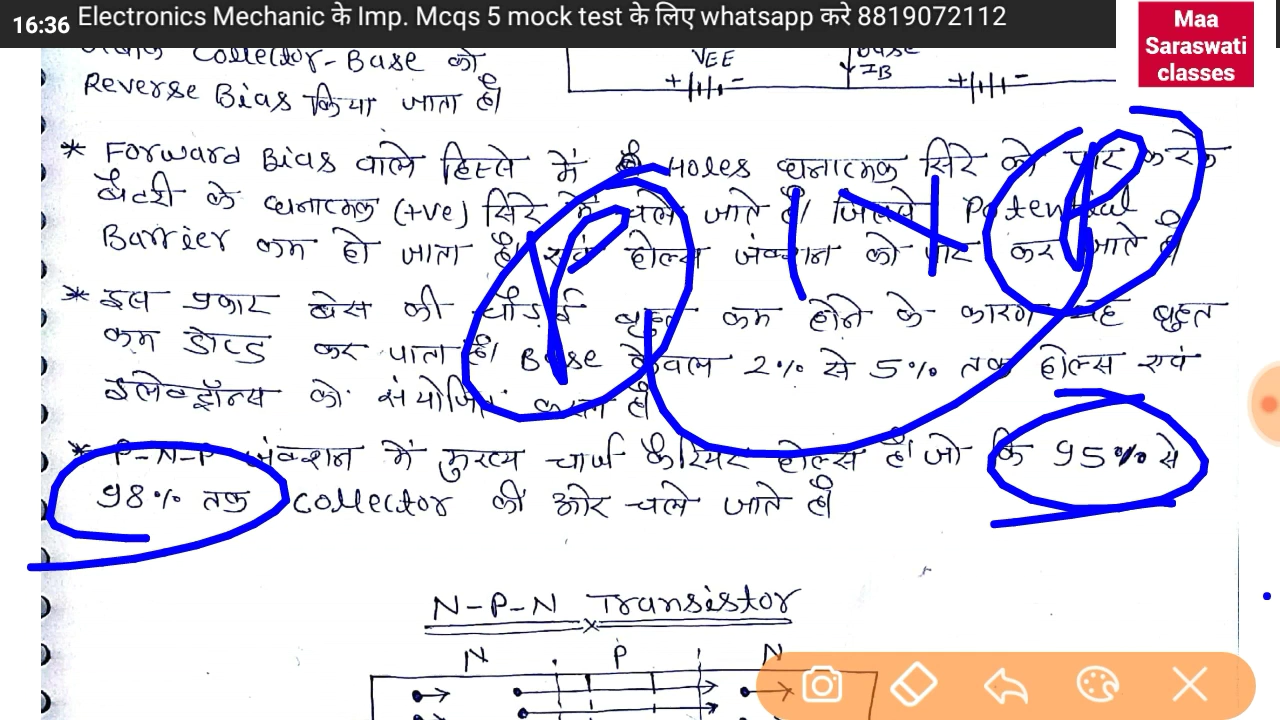 16:36 Electronics Mechanic के Imp. Mcqs 5 mock test के लिए whatsapp करे 8819072112
Maa
Saraswati
classes
Collector-Base को
Reverse Bias किया जाता है।
VEE
Base
IB
+ -
+ -
* Forward Bias वाले हिस्से में Holes धनात्मक सिरे को पार करके
बैटरी के धनात्मक (+ve) सिरे में चले जाते है। जिससे Potential
Barrier कम हो जाता है। एवं होल्स जंक्शन को पार कर जाते है
* इस प्रकार बेस की चौड़ाई बहुत कम होने के कारण यह बहुत
कम डोप्ड कर पाता है। Base केवल 2% से 5% तक होल्स एवं
इलेक्ट्रॉन्स को संयोजित करता है
* P-N-P जंक्शन में मुख्य चार्ज कैरियर होल्स है। जो कि 95% से
98% तक Collector की ओर चले जाते है
P N P
N-P-N Transistor
N P N